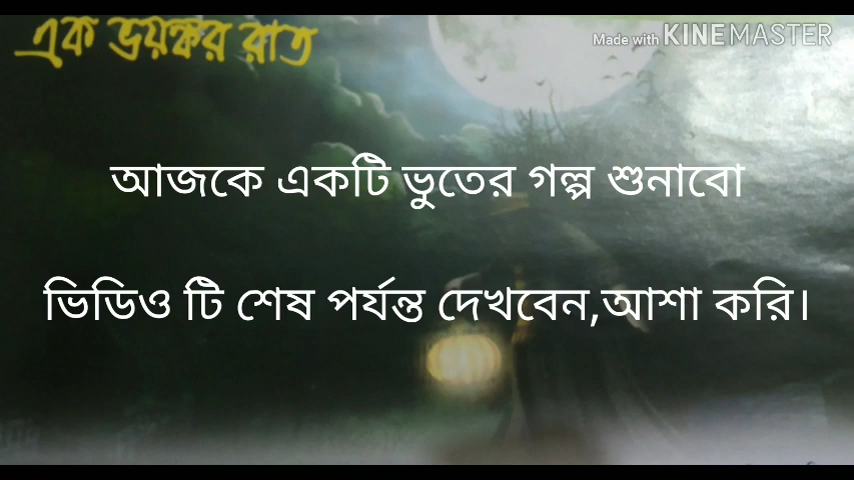 এক ভয়ঙ্কর রাত
Made with KINEMASTER
আজকে একটি ভুতের গল্প শুনাবো
ভিডিও টি শেষ পর্যন্ত দেখবেন,আশা করি।